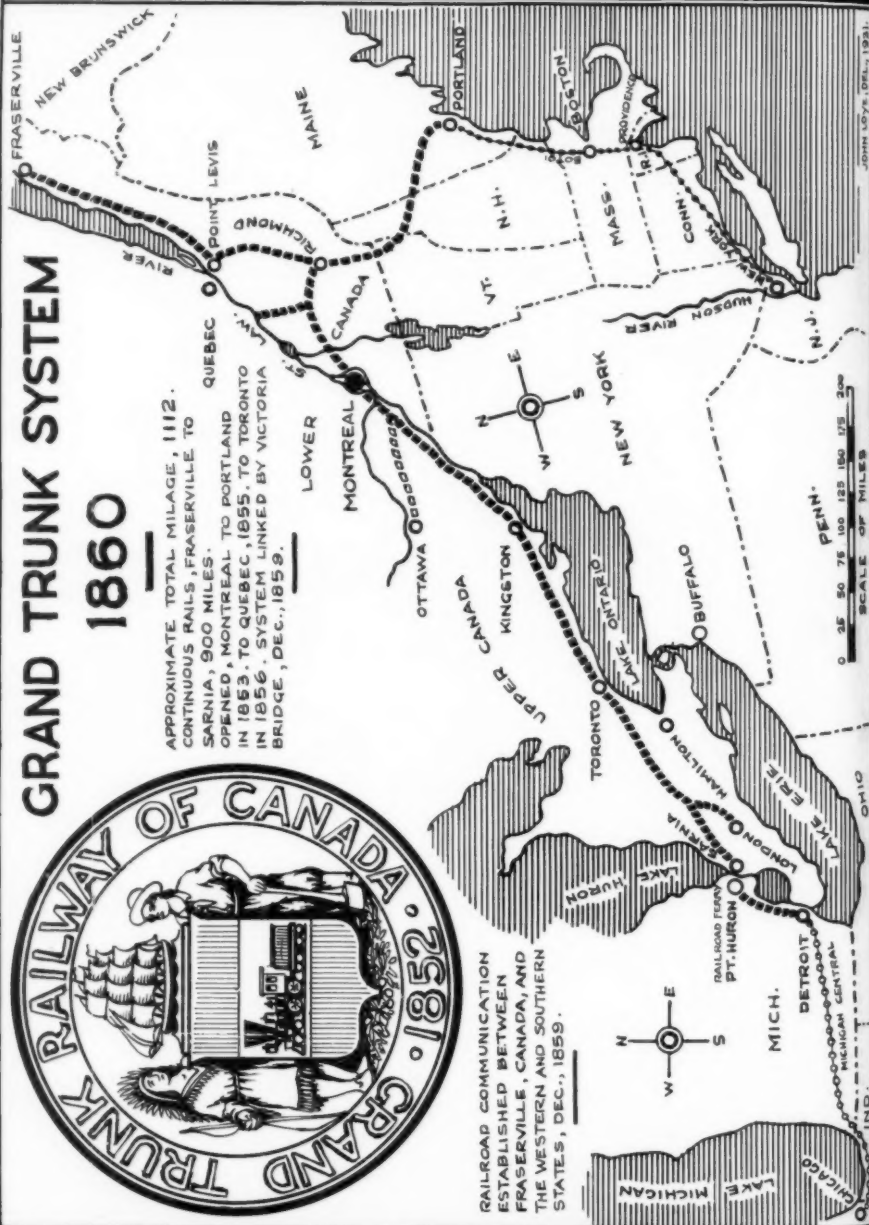 GRAND TRUNK SYSTEM
1860
APPROXIMATE TOTAL MILAGE, 1112.
CONTINUOUS RAILS, FRASERVILLE TO
SARNIA, 900 MILES.
OPENED, MONTREAL TO PORTLAND
IN 1853. TO QUEBEC, 1855. TO TORONTO
IN 1856. SYSTEM LINKED BY VICTORIA
BRIDGE, DEC., 1859.
GRAND TRUNK RAILWAY OF CANADA · 1852 ·
RAILROAD COMMUNICATION
ESTABLISHED BETWEEN
FRASERVILLE, CANADA, AND
THE WESTERN AND SOUTHERN
STATES, DEC., 1859.
FRASERVILLE
NEW BRUNSWICK
RIVER
POINT LEVIS
QUEBEC
MAINE
RICHMOND
LAW.
ST.
CANADA
LOWER
MONTREAL
PORTLAND
N.H.
VT.
MASS.
BOSTON
BOST.
PROVIDENCE
R.I.
CONN
NEW YORK
HUDSON
RIVER
N.J.
NEW YORK
N
E
S
W
OTTAWA
UPPER CANADA
KINGSTON
LAKE ONTARIO
TORONTO
BUFFALO
PENN.
HAMILTON
LAKE ERIE
LONDON
SARNIA
LAKE HURON
RAILROAD FERRY
PT. HURON
DETROIT
MICHIGAN CENTRAL
MICH.
OHIO
IND.
N
E
S
W
LAKE MICHIGAN
CHICAGO
0 25 50 75 100 125 150 175 200
SCALE OF MILES
JOHN LOYE, DEL., 1931.